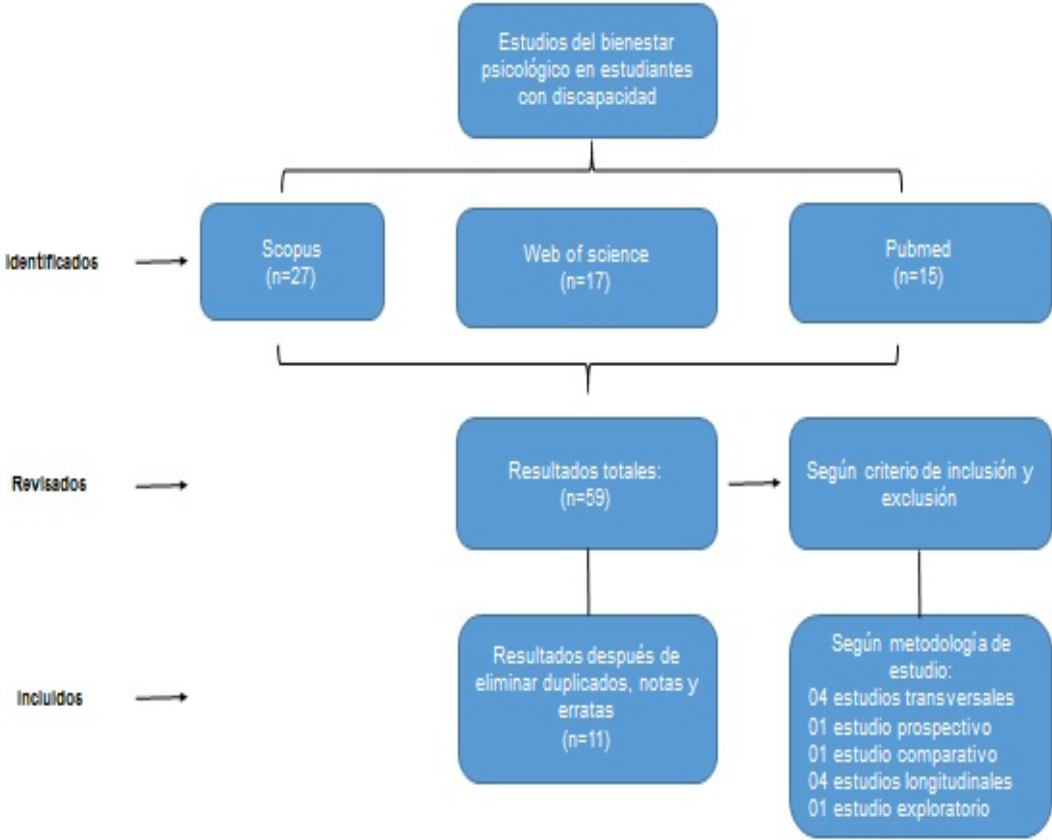 Estudios del bienestar
psicológico en estudiantes
con discapacidad
Identificados
Scopus
(n=27)
Web of science
(n=17)
Pubmed
(n=15)
Revisados
Resultados totales:
(n=59)
Según criterio de inclusión y
exclusión
Incluidos
Resultados después de
eliminar duplicados, notas y
erratas
(n=11)
Según metodología de
estudio:
04 estudios transversales
01 estudio prospectivo
01 estudio comparativo
04 estudios longitudinales
01 estudio exploratorio